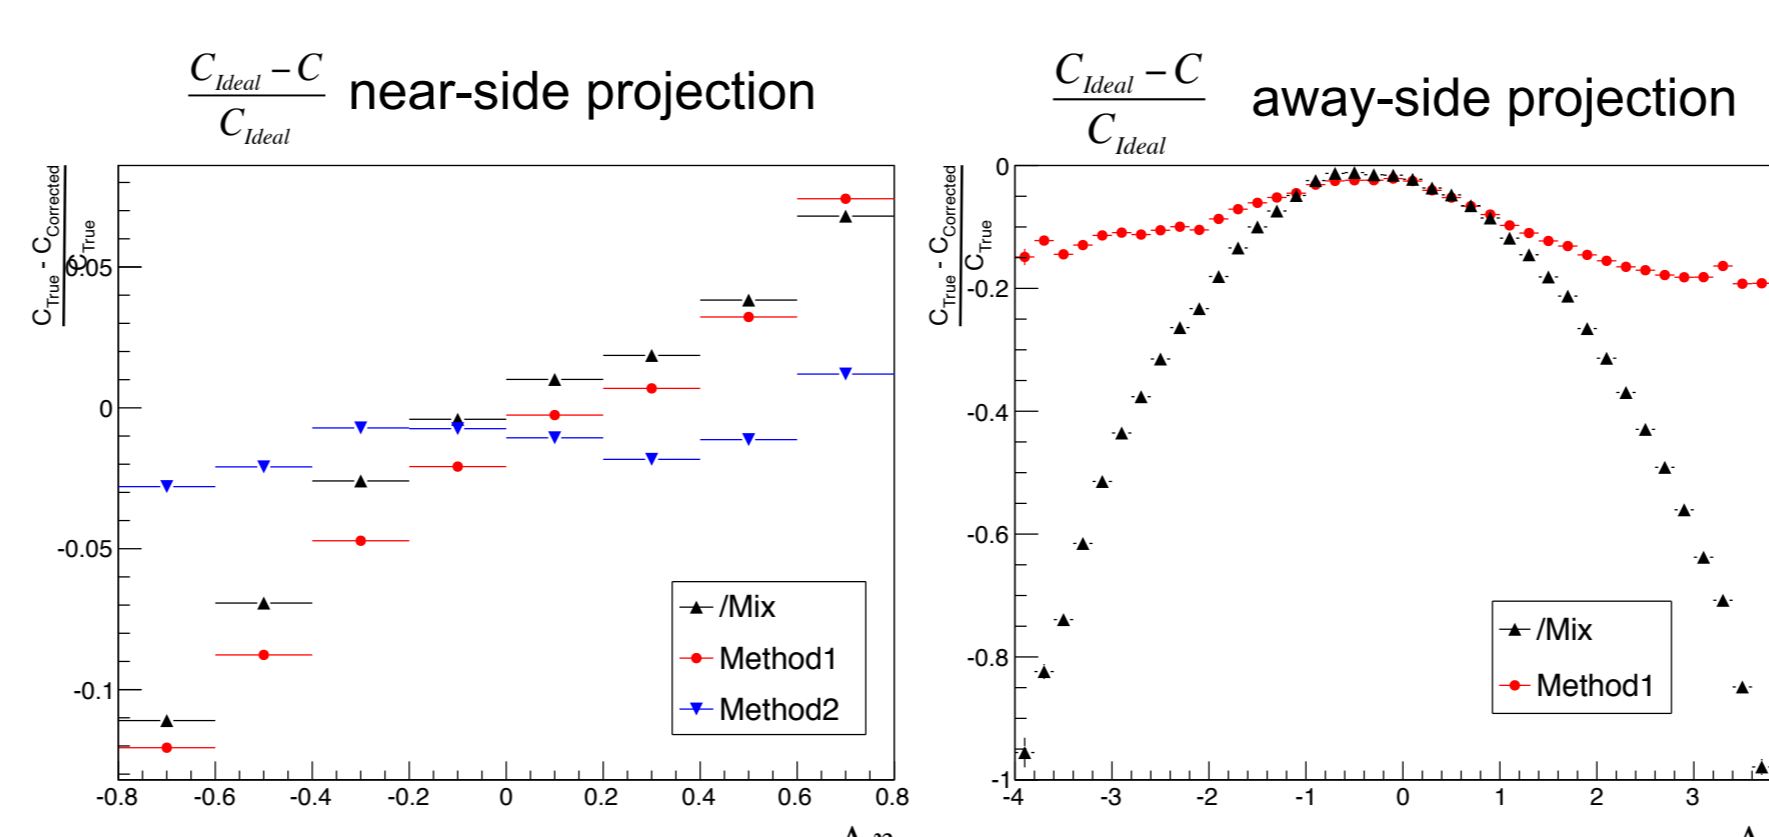 C_Ideal − C
C_Ideal
near-side projection
C_True - C_Corrected
C_True
0.05
0
-0.05
-0.1
-0.8 -0.6 -0.4 -0.2 0 0.2 0.4 0.6 0.8
/Mix
Method1
Method2
C_Ideal − C
C_Ideal
away-side projection
C_True - C_Corrected
C_True
0
-0.2
-0.4
-0.6
-0.8
-1
-4 -3 -2 -1 0 1 2 3
/Mix
Method1